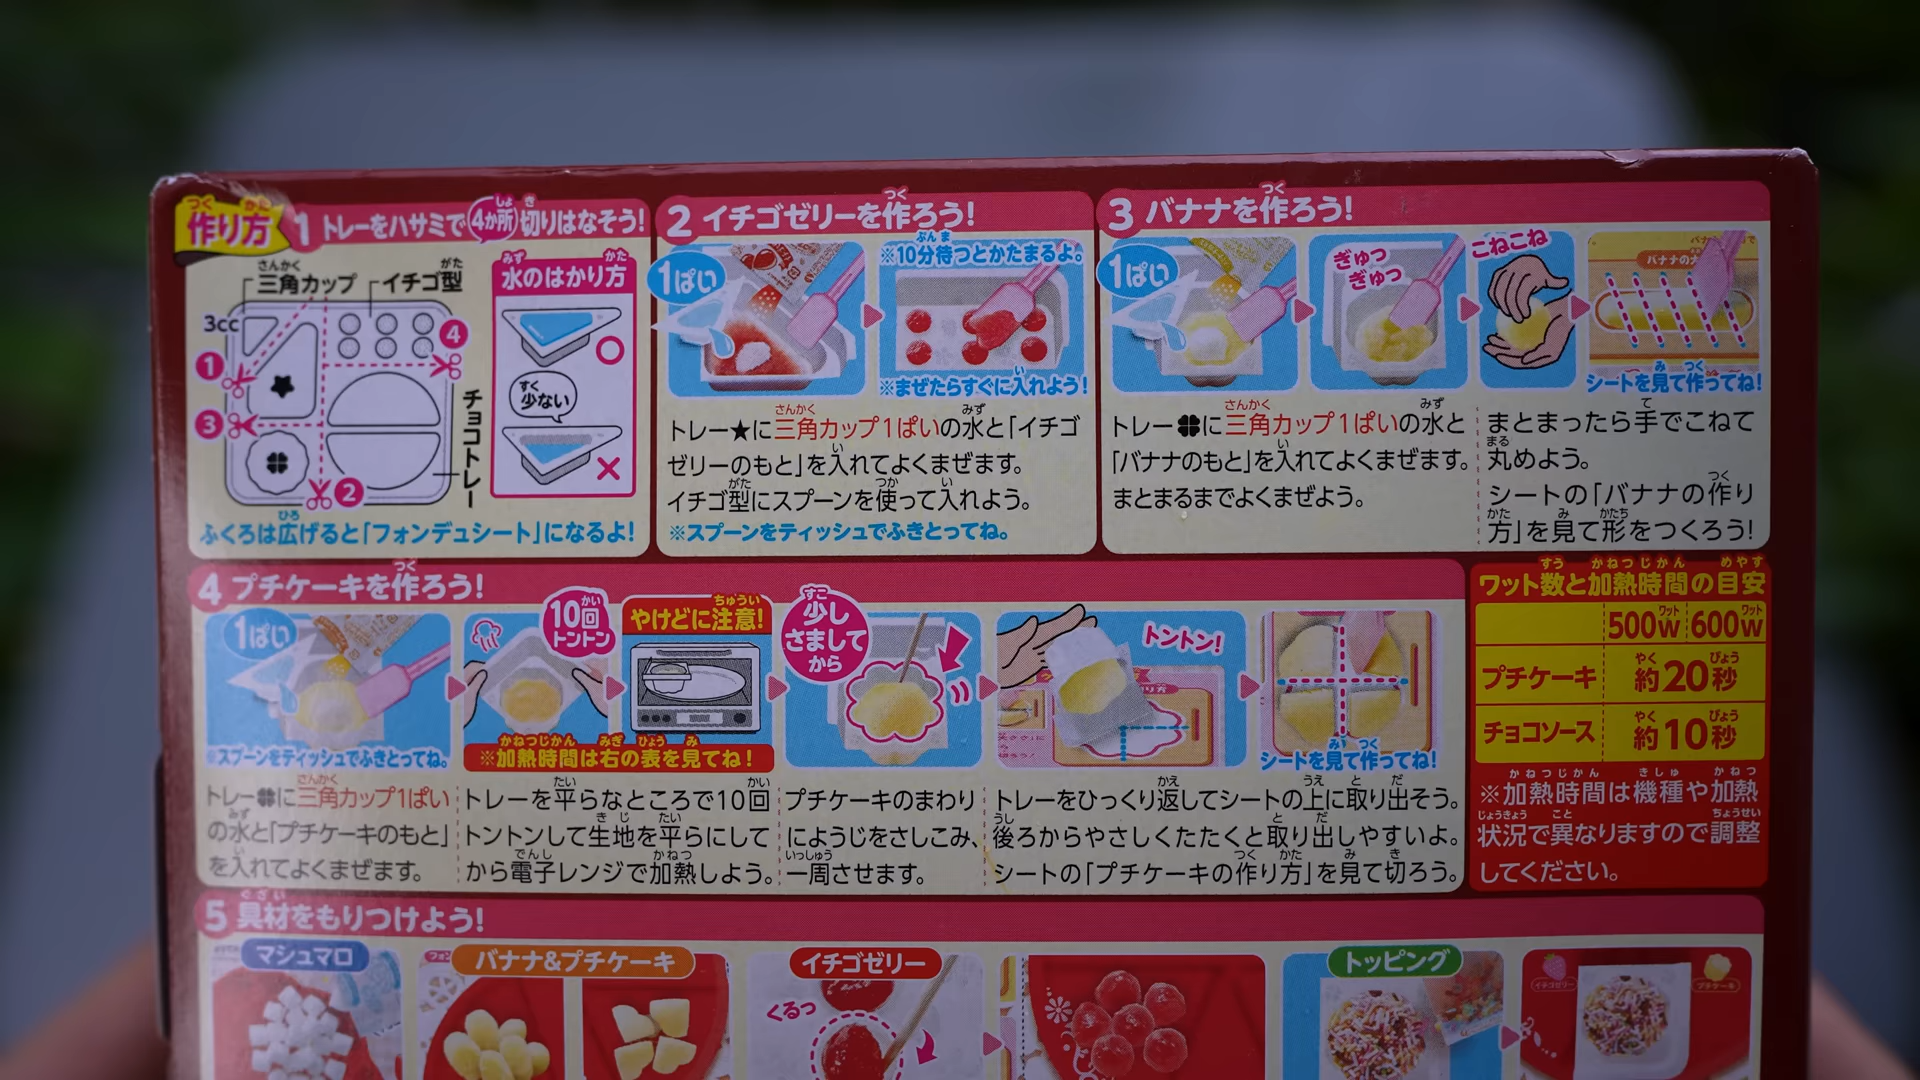 作り方
1 トレーをハサミで4か所切りはなそう!
三角カップ
イチゴ型
3cc
1
2
3
4
チョコトレー
水のはかり方
少ない
ふくろは広げると「フォンデュシート」になるよ!
2 イチゴゼリーを作ろう!
1ぱい
※10分待つとかたまるよ。
※まぜたらすぐに入れよう!
トレー★に三角カップ1ぱいの水と「イチゴ
ゼリーのもと」を入れてよくまぜます。
イチゴ型にスプーンを使って入れよう。
※スプーンをティッシュでふきとってね。
3 バナナを作ろう!
1ぱい
ぎゅっ
ぎゅっ
こねこね
シートを見て作ってね!
トレー🍀に三角カップ1ぱいの水と
「バナナのもと」を入れてよくまぜます。
まとまるまでよくまぜよう。
まとまったら手でこねて
丸めよう。
シートの「バナナの作り
方」を見て形をつくろう!
4 プチケーキを作ろう!
1ぱい
※スプーンをティッシュでふきとってね。
10回
トントン
やけどに注意!
※加熱時間は右の表を見てね!
少し
さまして
から
トントン!
シートを見て作ってね!
トレー🍀に三角カップ1ぱい
の水と「プチケーキのもと」
を入れてよくまぜます。
トレーを平らなところで10回
トントンして生地を平らにして
から電子レンジで加熱しよう。
プチケーキのまわり
にようじをさしこみ、
一周させます。
トレーをひっくり返してシートの上に取り出そう。
後ろからやさしくたたくと取り出しやすいよ。
シートの「プチケーキの作り方」を見て切ろう。
ワット数と加熱時間の目安
500W 600W
プチケーキ 約20秒
チョコソース 約10秒
※加熱時間は機種や加熱
状況で異なりますので調整
してください。
5 具材をもりつけよう!
マシュマロ
バナナ&プチケーキ
イチゴゼリー
くるっ
トッピング
イチゴゼリー
プチケーキ